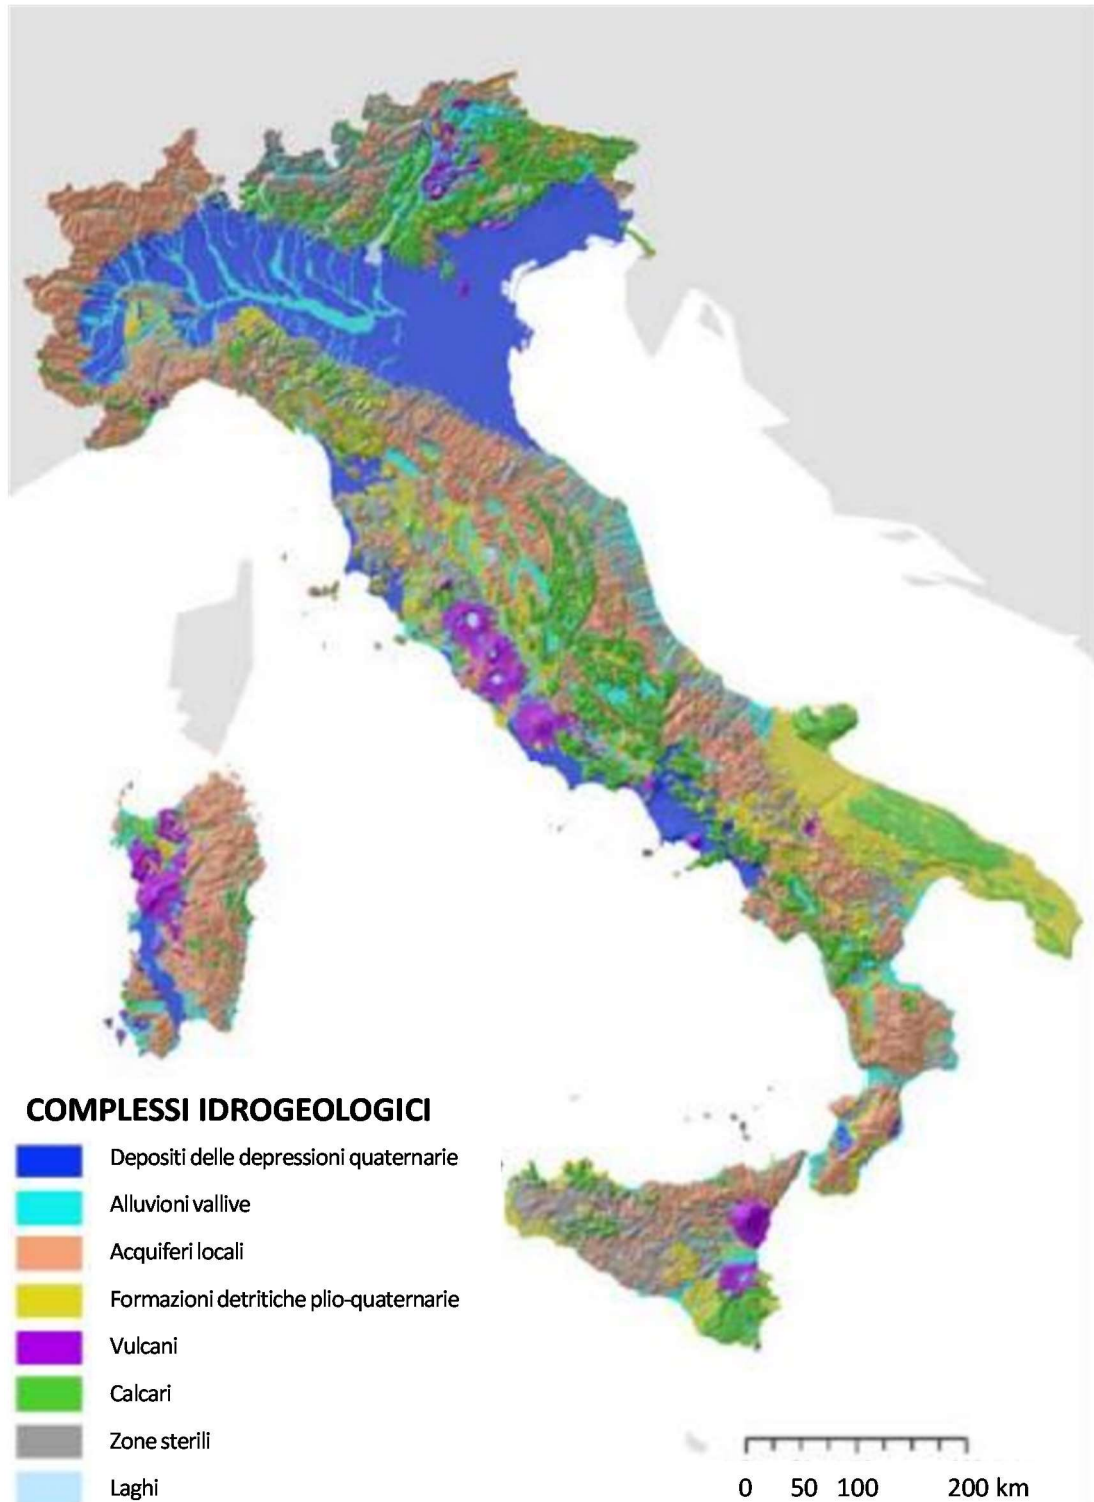 COMPLESSI IDROGEOLOGICI
Depositi delle depressioni quaternarie
Alluvioni vallive
Acquiferi locali
Formazioni detritiche plio-quaternarie
Vulcani
Calcari
Zone sterili
Laghi
0 50 100 200 km